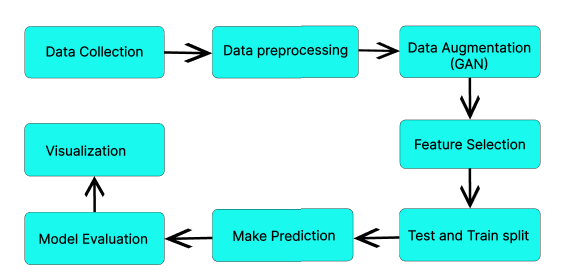 Data Collection
Data preprocessing
Data Augmentation
(GAN)
Feature Selection
Test and Train split
Make Prediction
Model Evaluation
Visualization